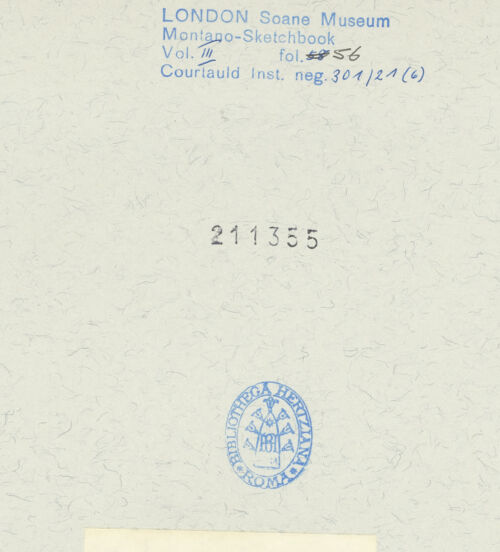 LONDON Soane Museum
Montano-Sketchbook
Vol. III fol. 56
Courtauld Inst. neg. 301/21(6)
211355
BIBLIOTHECA HERTZIANA
ROMA